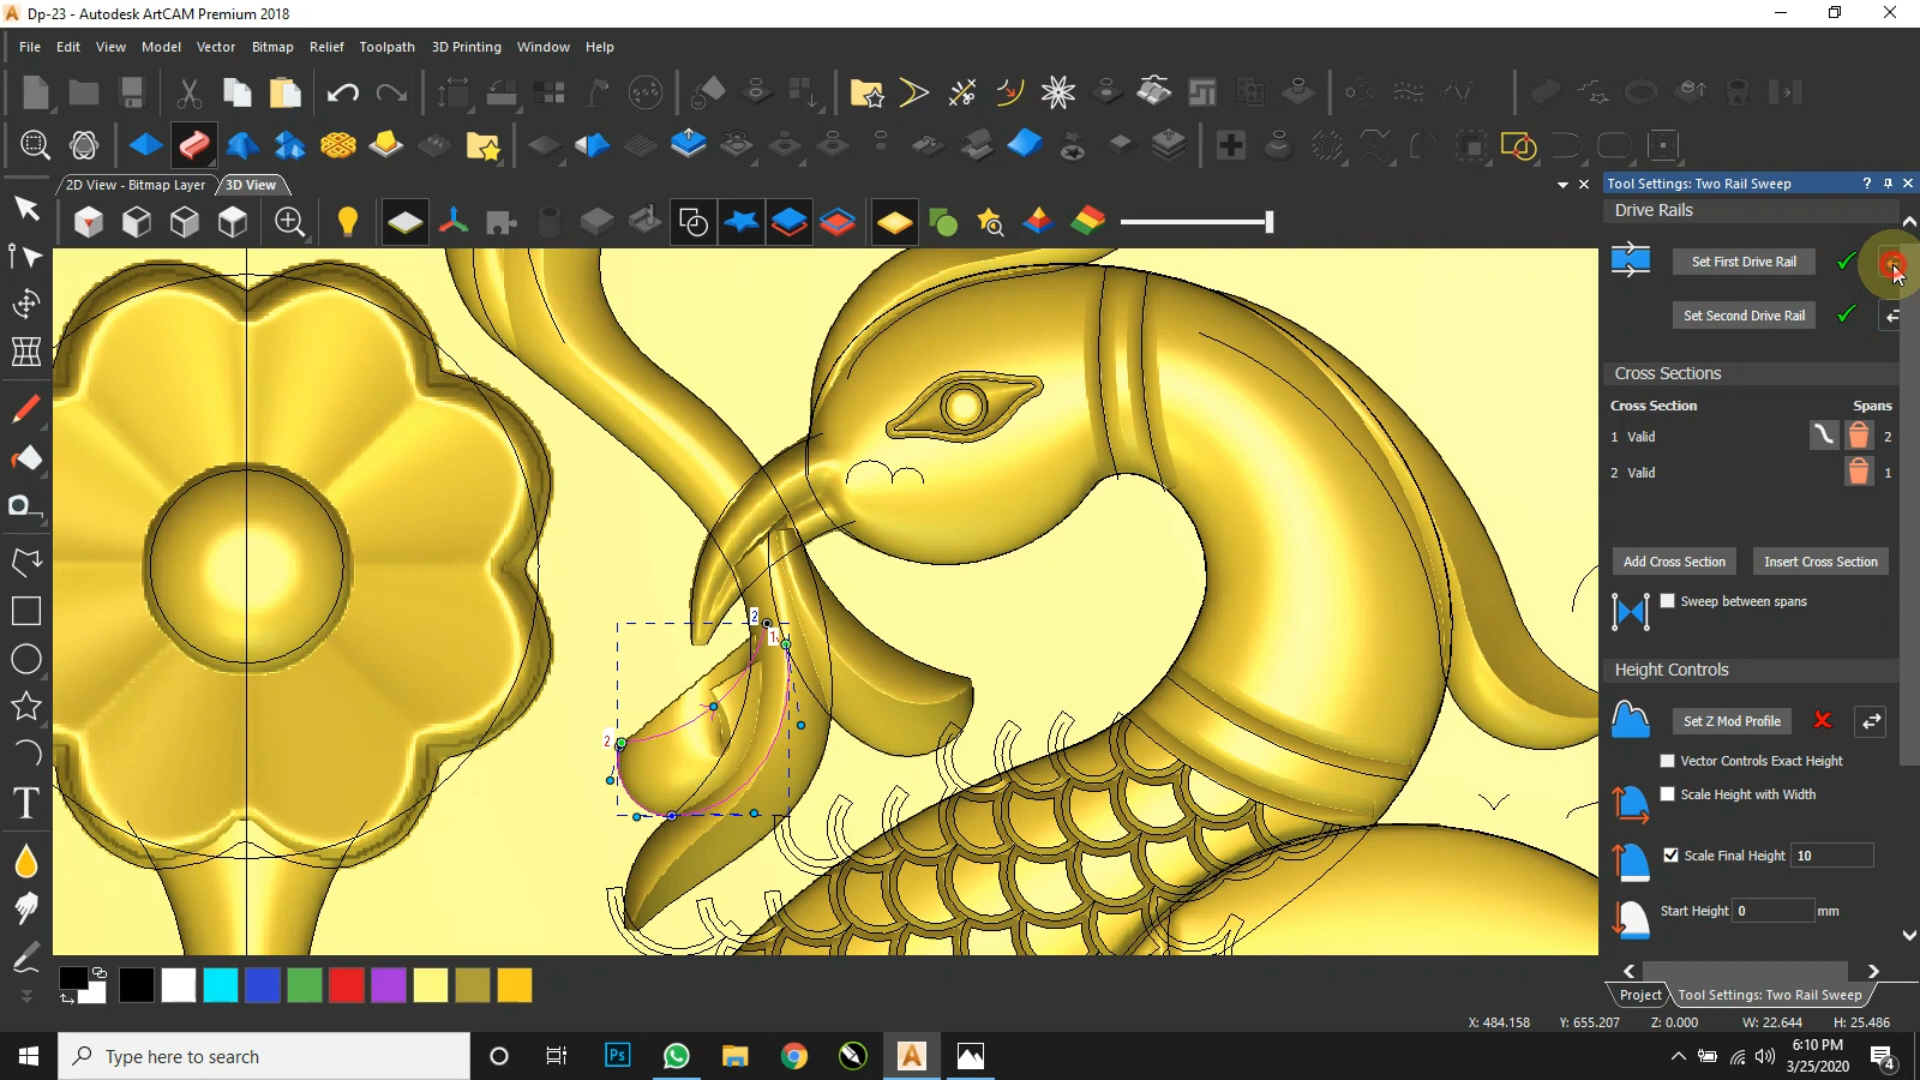 Dp-23 - Autodesk ArtCAM Premium 2018
File Edit View Model Vector Bitmap Relief Toolpath 3D Printing Window Help
2D View - Bitmap Layer 3D View
Tool Settings: Two Rail Sweep
Drive Rails
Set First Drive Rail
Set Second Drive Rail
Cross Sections
Cross Section Spans
1 Valid 2
2 Valid 1
Add Cross Section Insert Cross Section
Sweep between spans
Height Controls
Set Z Mod Profile
Vector Controls Exact Height
Scale Height with Width
Scale Final Height 10
Start Height 0 mm
2
1
2
Project Tool Settings: Two Rail Sweep
X: 484.158 Y: 655.207 Z: 0.000 W: 22.644 H: 25.486
Type here to search
Ps
6:10 PM
3/25/2020
4